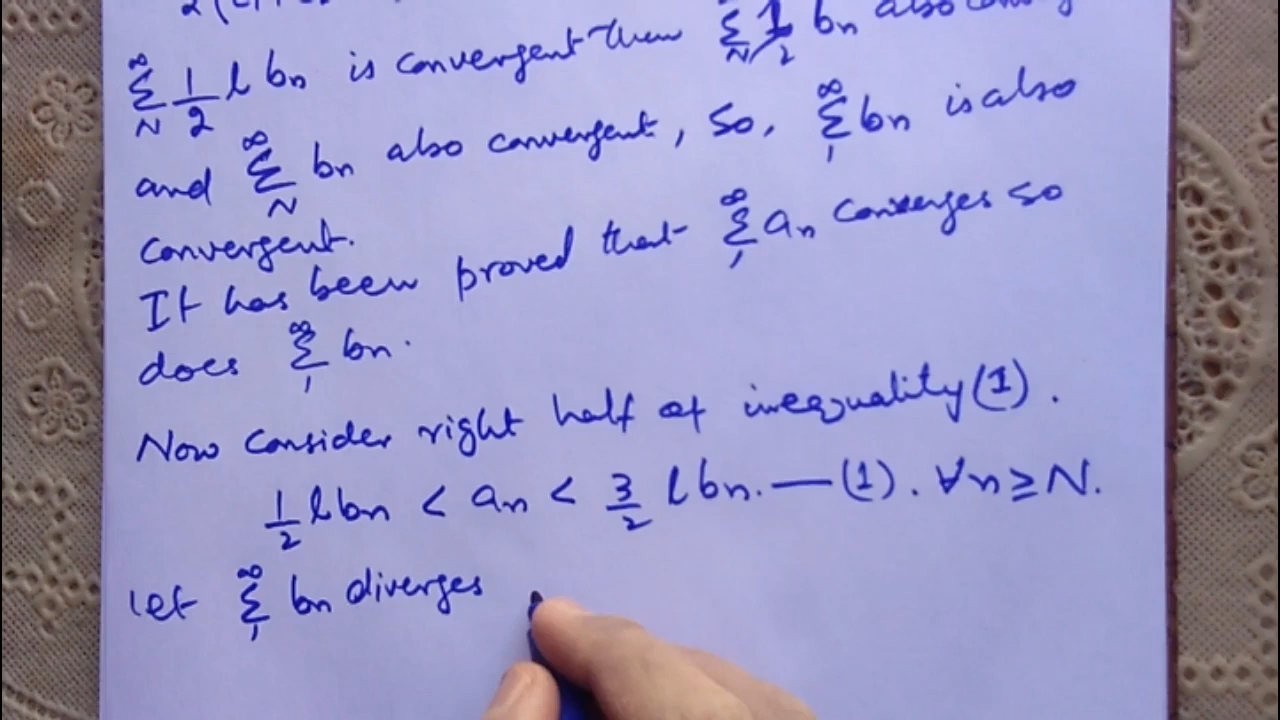 ∞Σ_N 1/2 l bn is convergent then Σ_N 1/2 bn also
and ∞Σ_N bn also convergent, so, ∞Σ_1 bn is also
convergent.
It has been proved that ∞Σ_1 an converges so
does ∞Σ_1 bn.
Now consider right half of inequality (1).
1/2 l bn < an < 3/2 l bn. — (1). ∀n ≥ N.
Let ∞Σ_1 bn diverges